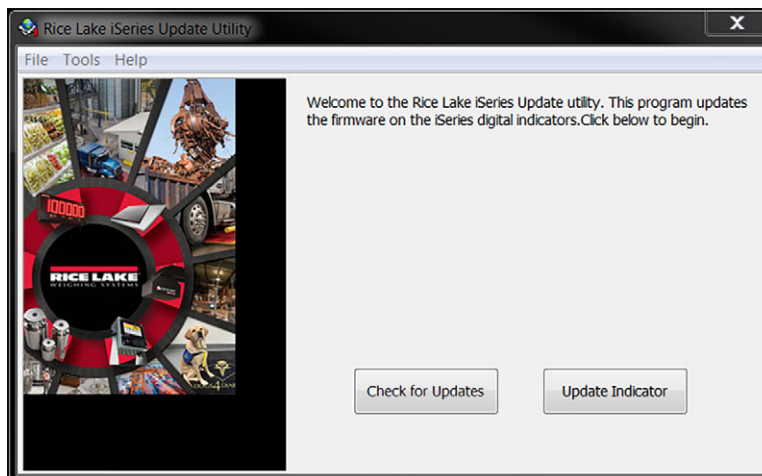 Rice Lake iSeries Update Utility
File Tools Help
Welcome to the Rice Lake iSeries Update utility. This program updates
the firmware on the iSeries digital indicators.Click below to begin.
100000
RICE LAKE
WEIGHING SYSTEMS
Check for Updates
Update Indicator